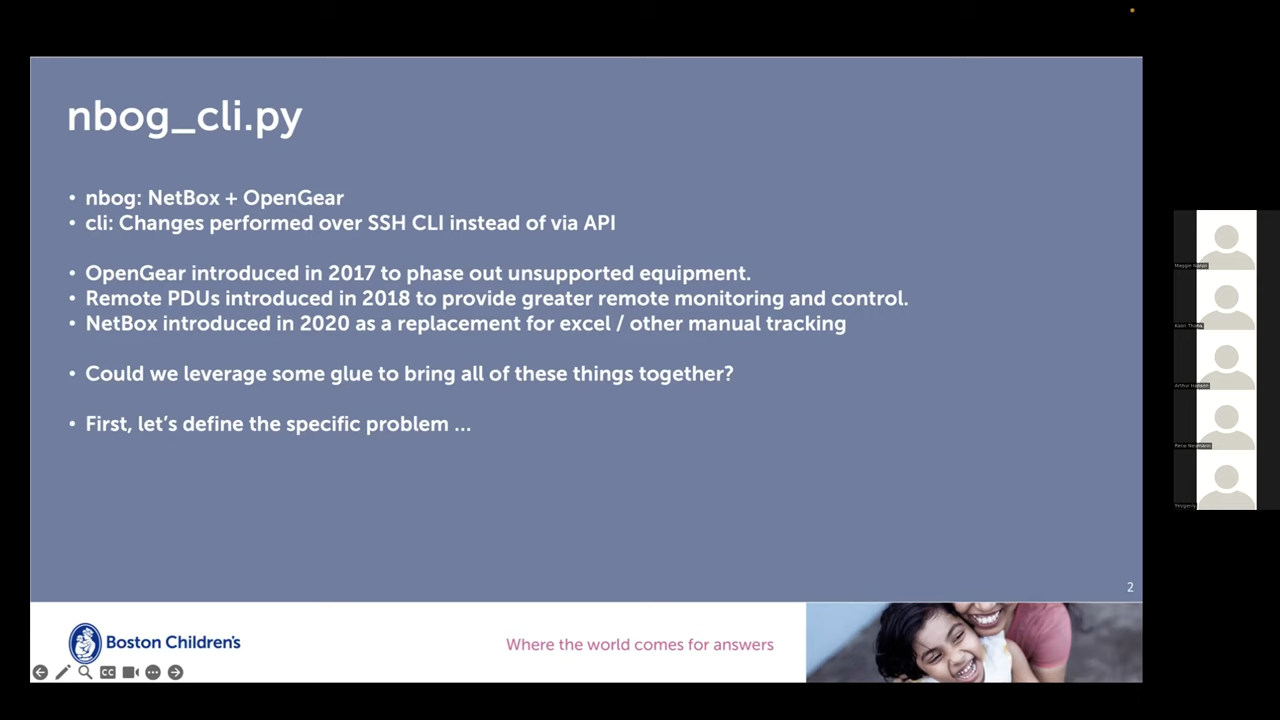 nbog_cli.py
• nbog: NetBox + OpenGear
• cli: Changes performed over SSH CLI instead of via API
• OpenGear introduced in 2017 to phase out unsupported equipment.
• Remote PDUs introduced in 2018 to provide greater remote monitoring and control.
• NetBox introduced in 2020 as a replacement for excel / other manual tracking
• Could we leverage some glue to bring all of these things together?
• First, let's define the specific problem ...
2
Boston Children's
Where the world comes for answers
CC